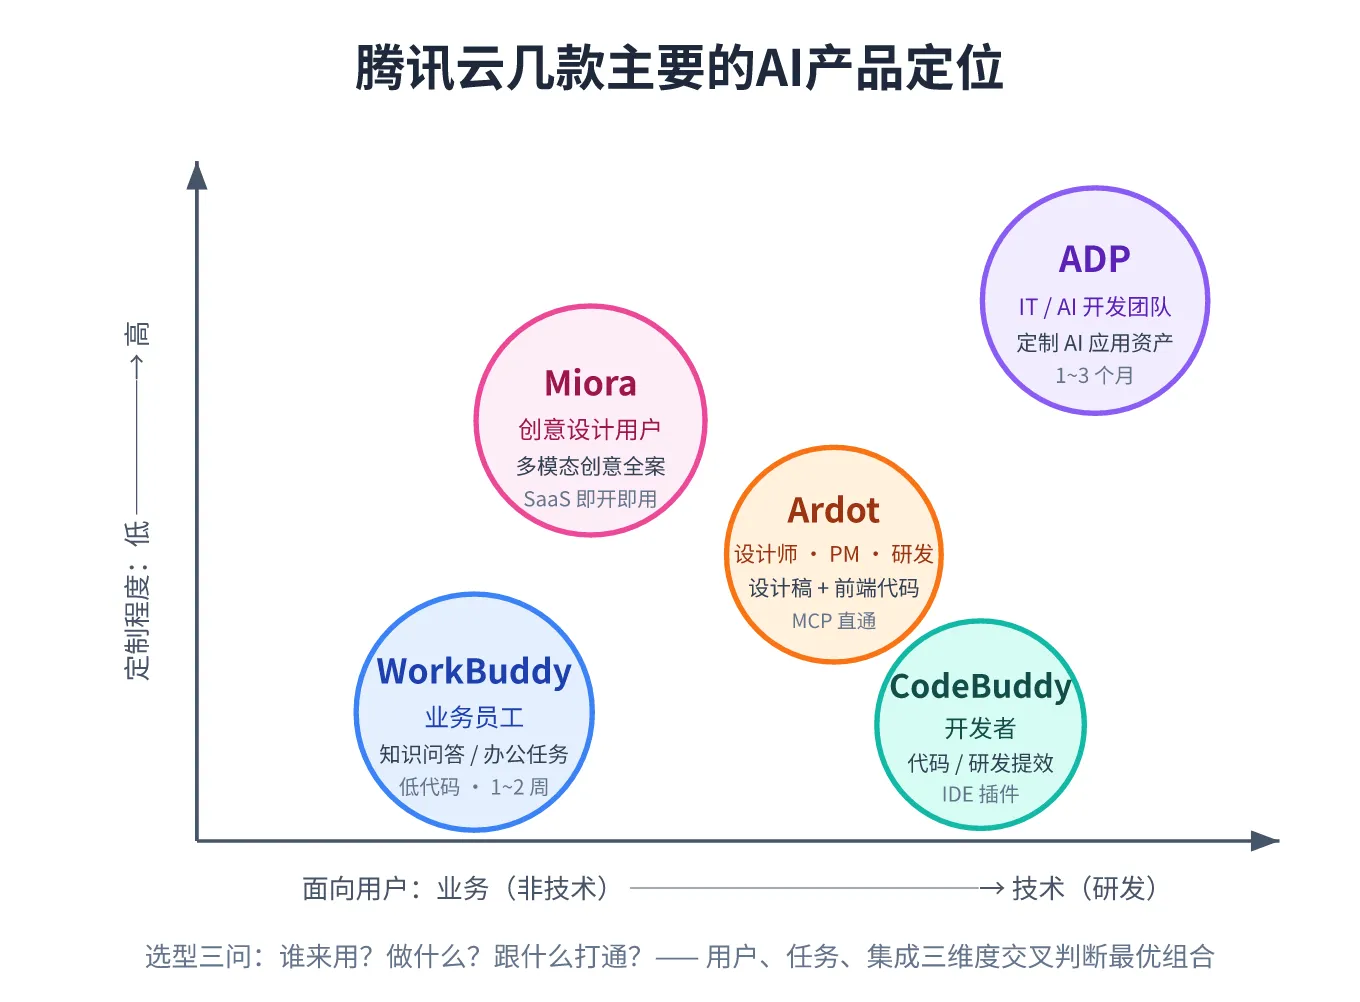 腾讯云几款主要的AI产品定位
ADP
IT / AI 开发团队
定制 AI 应用资产
1~3 个月
Miora
创意设计用户
多模态创意全案
SaaS 即开即用
Ardot
设计师 · PM · 研发
设计稿 + 前端代码
MCP 直通
WorkBuddy
业务员工
知识问答 / 办公任务
低代码 · 1~2 周
CodeBuddy
开发者
代码 / 研发提效
IDE 插件
定制程度：低 ———→ 高
面向用户：业务（非技术） ———→ 技术（研发）
选型三问：谁来用？做什么？跟什么打通？—— 用户、任务、集成三维度交叉判断最优组合